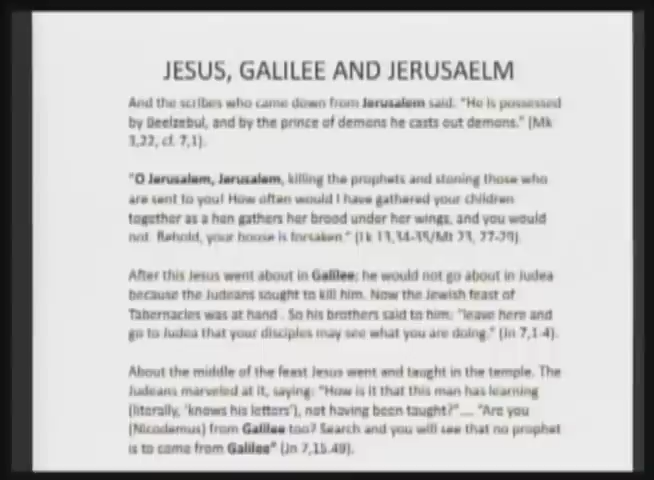 JESUS, GALILEE AND JERUSAELM
And the scribes who came down from Jerusalem said. "He is possessed
by Beelzebul, and by the prince of demons he casts out demons." (Mk
3,22, cf. 7,1).
"O Jerusalem, Jerusalem, killing the prophets and stoning those who
are sent to you! How often would I have gathered your children
together as a hen gathers her brood under her wings, and you would
not. Behold, your house is forsaken." (Lk 13,34-35/Mt 23,
After this Jesus went about in Galilee; he would not go about in Judea
because the Judeans sought to kill him. Now the Jewish feast of
Tabernacles was at hand . So his brothers said to him; "leave here and
go to Judea that your disciples may see what you are doing." (Jn 7,1-4).
About the middle of the feast Jesus went and taught in the temple. The
Judeans marveled at it, saying: "How is it that this man has learning
(literally, 'knows his letters'), not having been taught?" ... "Are you
(Nicodemus) from Galilee too? Search and you will see that no prophet
is to come from Galilee" (Jn 7,15.49).